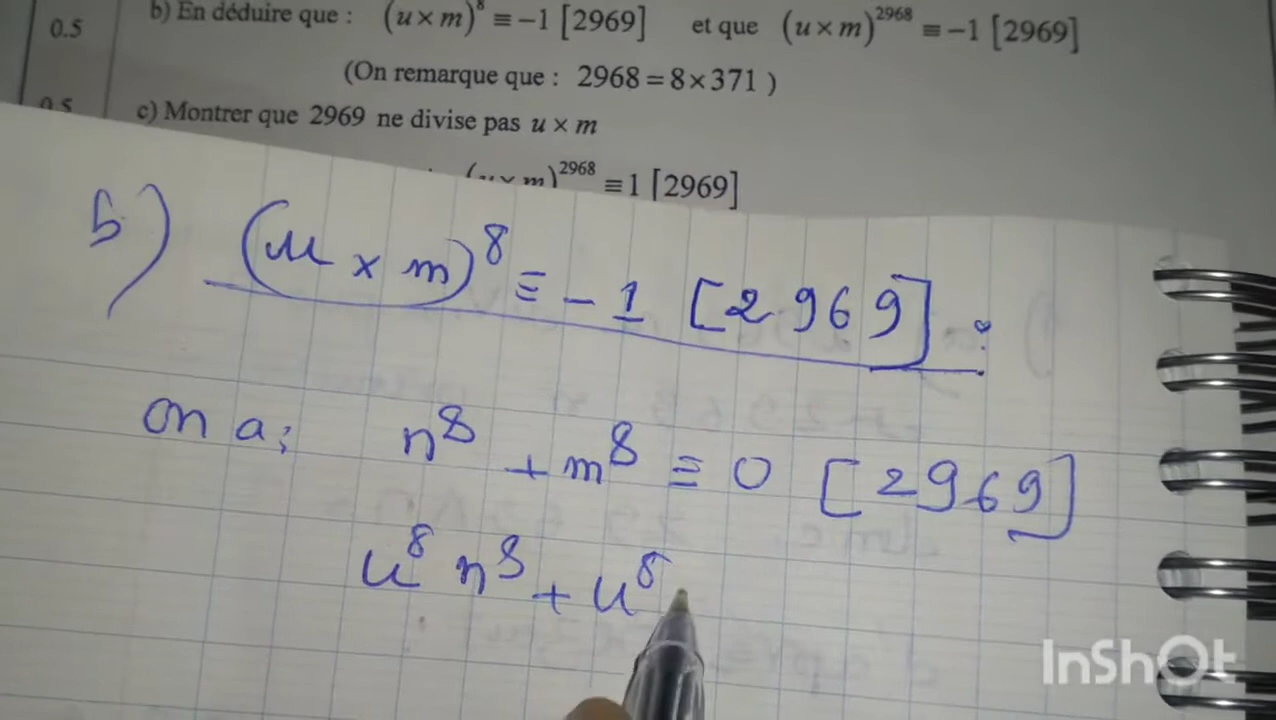 b) En déduire que : (u×m)⁸ ≡ −1 [2969] et que (u×m)²⁹⁶⁸ ≡ −1 [2969]
0.5
(On remarque que : 2968 = 8×371 )
0.5
c) Montrer que 2969 ne divise pas u × m
(u×m)²⁹⁶⁸ ≡ 1 [2969]
b) (u × m)⁸ ≡ − 1 [2969] :
on a : n⁸ + m⁸ ≡ 0 [2969]
u⁸ n⁸ + u⁸
InShOt